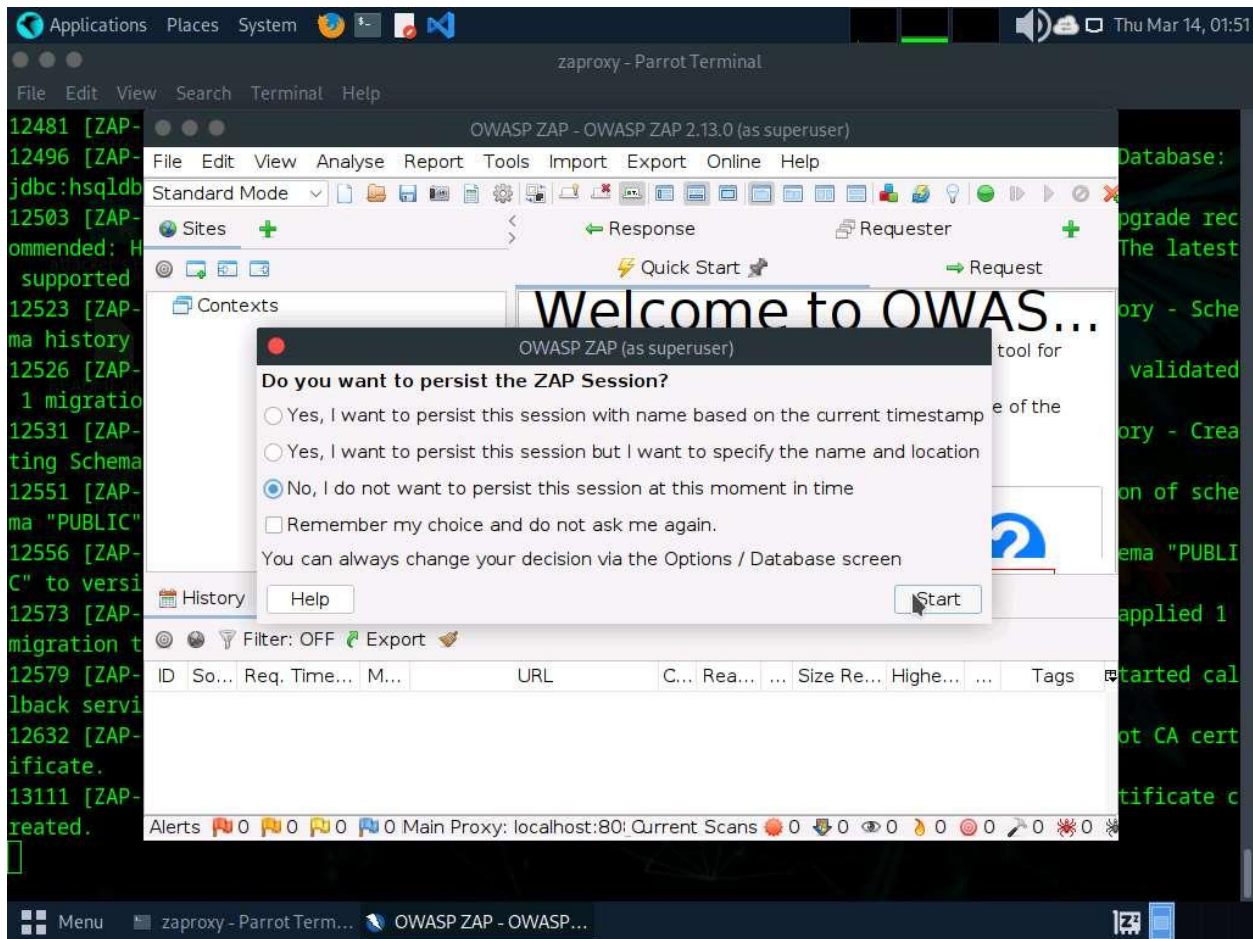 Applications Places System Thu Mar 14, 01:51
zaproxy - Parrot Terminal
File Edit View Search Terminal Help
12481 [ZAP-
OWASP ZAP - OWASP ZAP 2.13.0 (as superuser)
12496 [ZAP- Database:
File Edit View Analyse Report Tools Import Export Online Help
jdbc:hsqldb
Standard Mode
12503 [ZAP- pgrade rec
Sites Response Requester
ommended: H The latest
Quick Start Request
supported
Contexts
Welcome to OWAS...
12523 [ZAP- ory - Sche
ma history
OWASP ZAP (as superuser)
tool for
12526 [ZAP- validated
Do you want to persist the ZAP Session?
1 migratio
Yes, I want to persist this session with name based on the current timestamp
e of the
12531 [ZAP- ory - Crea
Yes, I want to persist this session but I want to specify the name and location
ting Schema
12551 [ZAP- on of sche
No, I do not want to persist this session at this moment in time
ma "PUBLIC"
Remember my choice and do not ask me again.
12556 [ZAP- ema "PUBLI
You can always change your decision via the Options / Database screen
C" to versi
History Help Start
12573 [ZAP- applied 1
migration t
Filter: OFF Export
12579 [ZAP- tarted cal
ID So... Req. Time... M... URL C... Rea... ... Size Re... Highe... ... Tags
lback servi
12632 [ZAP- ot CA cert
ificate.
13111 [ZAP- tificate c
reated.
Alerts 0 0 0 0 Main Proxy: localhost:80 Current Scans 0 0 0 0 0 0 0
Menu zaproxy - Parrot Term... OWASP ZAP - OWASP...